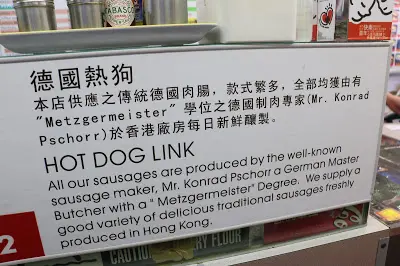 TABASCO
德國熱狗
本店供應之傳統德國肉腸，款式繁多，全部均獲由有
"Metzgermeister" 學位之德國制肉專家(Mr. Konrad
Pschorr)於香港廠房每日新鮮釀製。
HOT DOG LINK
All our sausages are produced by the well-known
sausage maker, Mr. Konrad Pschorr a German Master
Butcher with a " Metzgermeister" Degree. We supply a
good variety of delicious traditional sausages freshly
produced in Hong Kong.
2
CAUTION
FLOOR